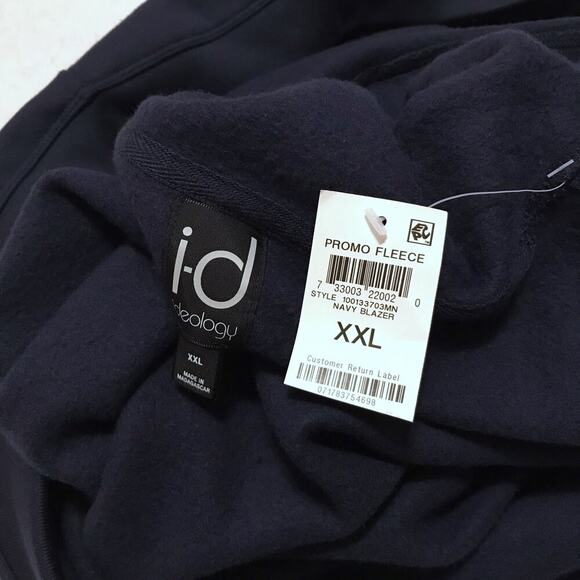 i-d
ideology
XXL
MADE IN
MADAGASCAR
PROMO FLEECE
7 33003 22002 0
STYLE 100133703MN
NAVY BLAZER
XXL
Customer Return Label
071783754698